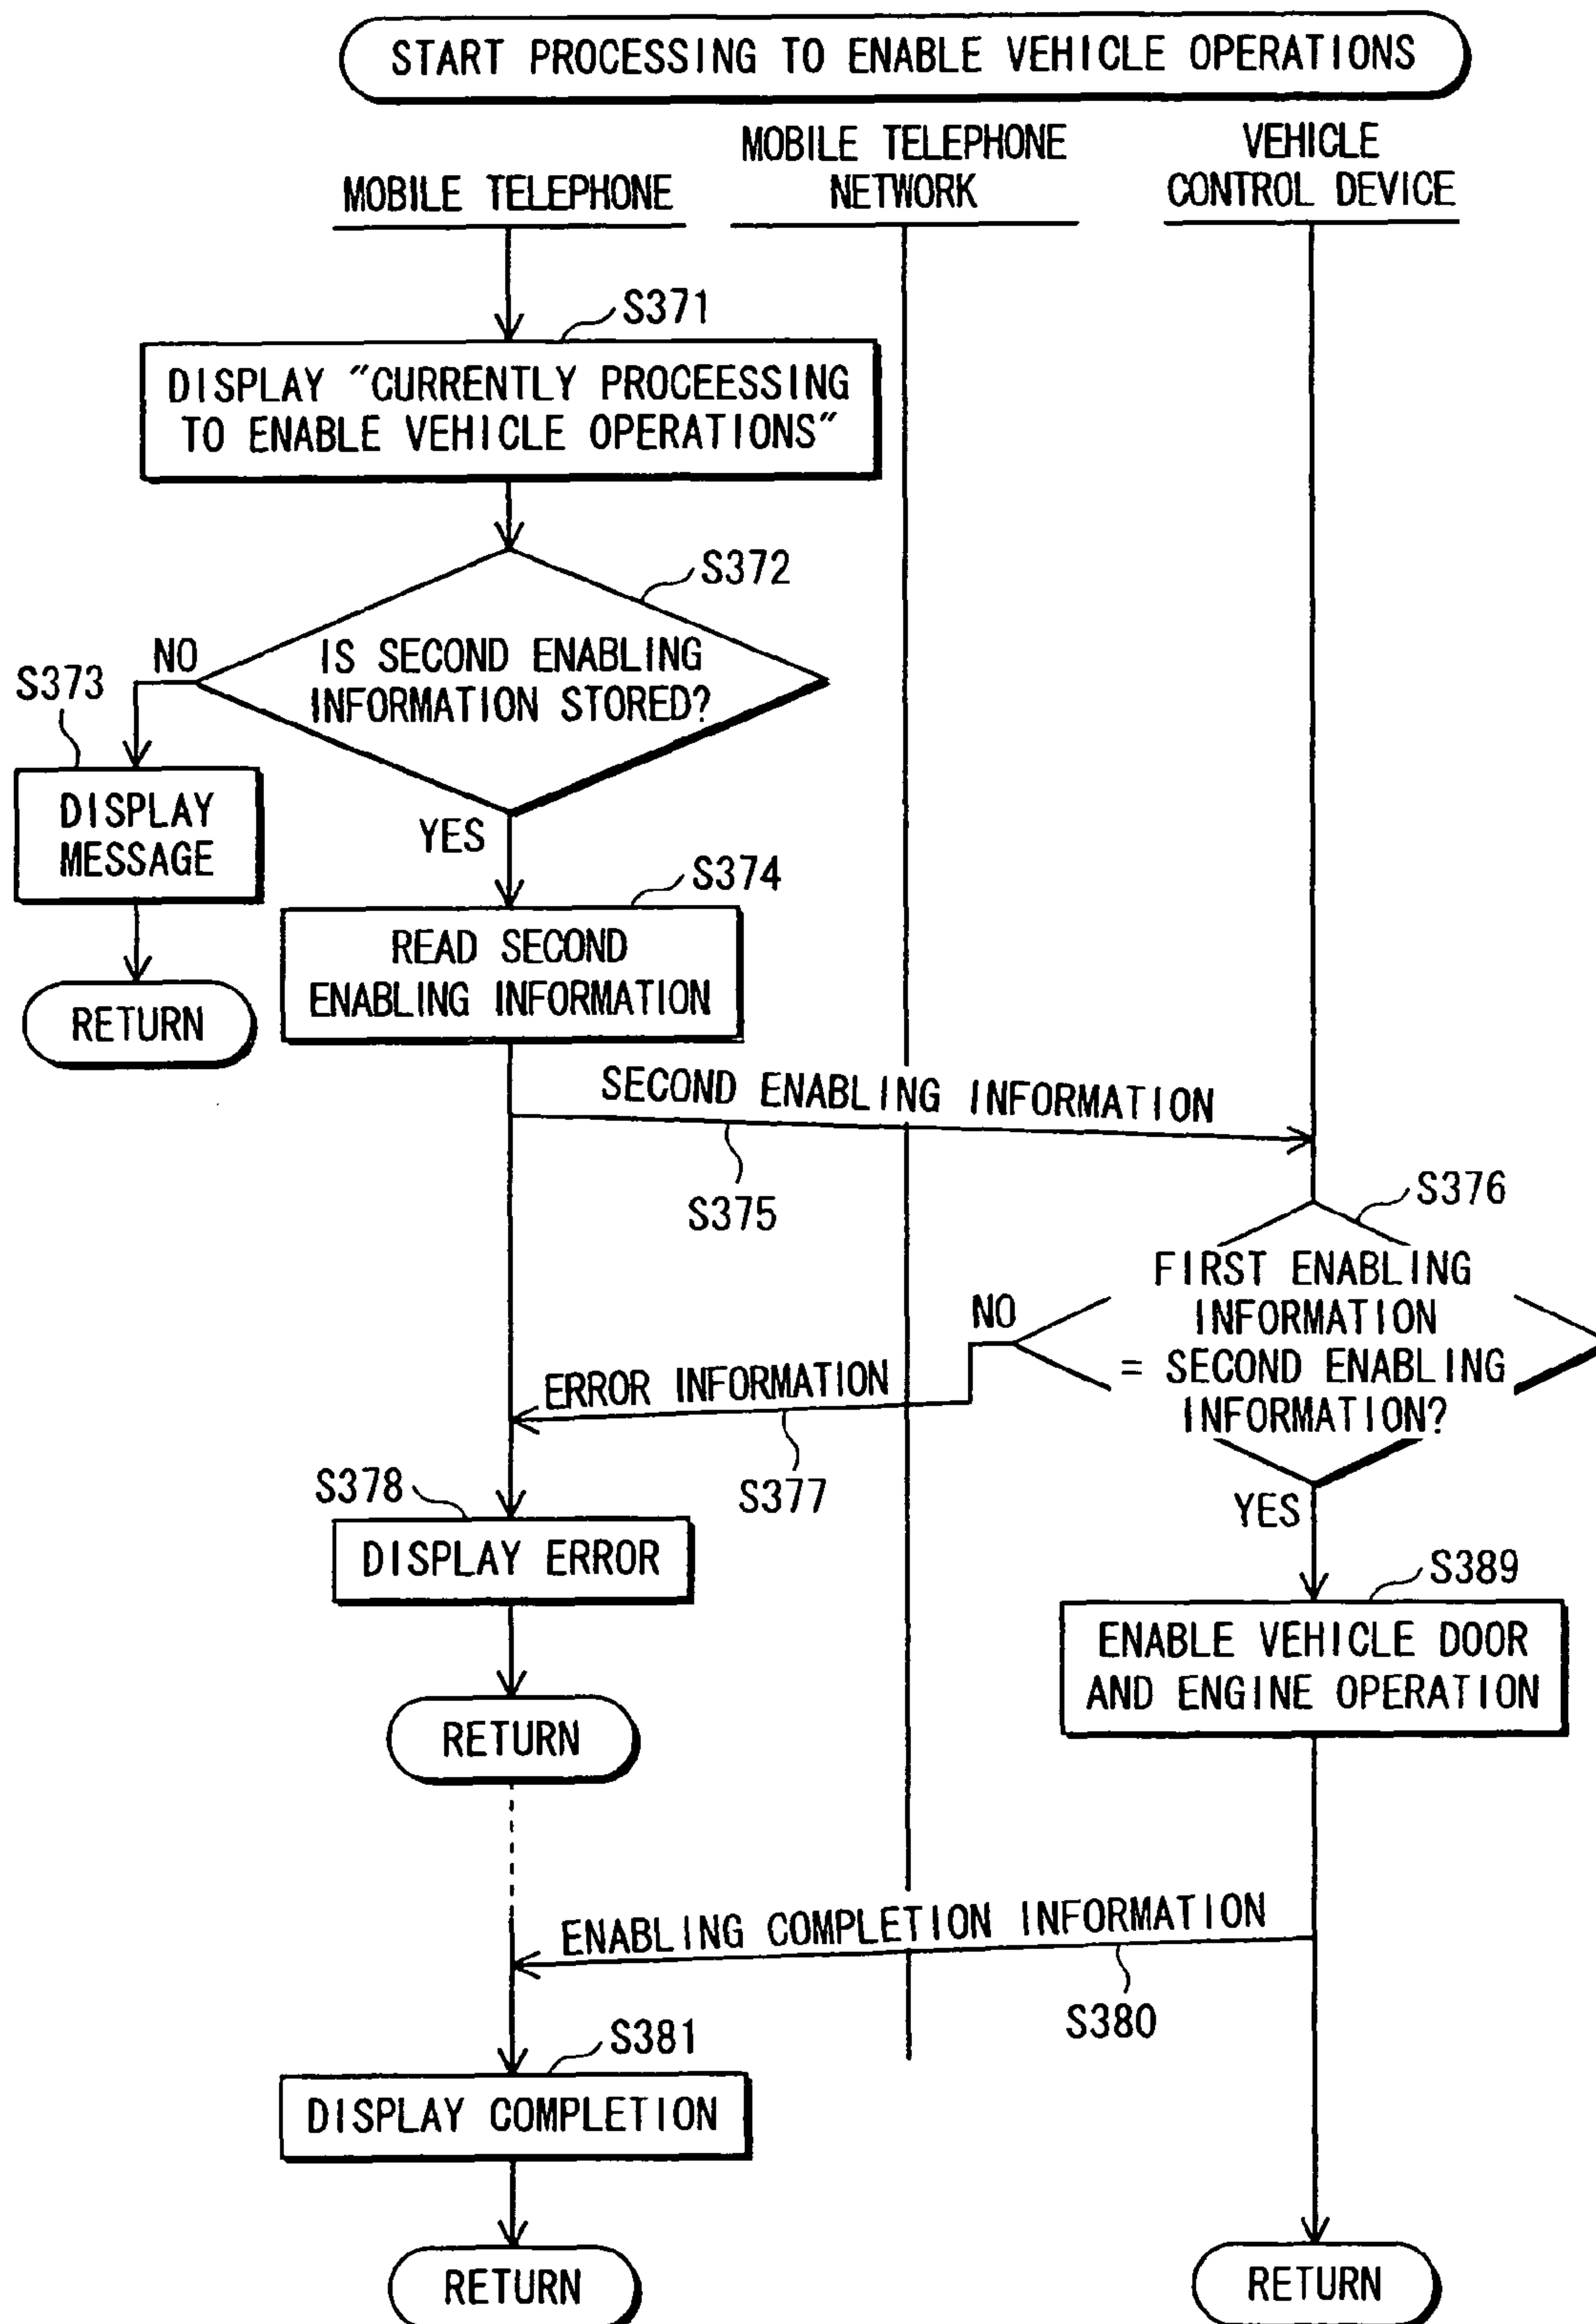 START PROCESSING TO ENABLE VEHICLE OPERATIONS
MOBILE TELEPHONE
MOBILE TELEPHONE
NETWORK
VEHICLE
CONTROL DEVICE
S371
DISPLAY "CURRENTLY PROCEESSING
TO ENABLE VEHICLE OPERATIONS"
S372
IS SECOND ENABLING
INFORMATION STORED?
NO
S373
DISPLAY
MESSAGE
RETURN
YES
S374
READ SECOND
ENABLING INFORMATION
SECOND ENABLING INFORMATION
S375
S376
FIRST ENABLING
INFORMATION
= SECOND ENABLING
INFORMATION?
NO
ERROR INFORMATION
S377
S378
DISPLAY ERROR
RETURN
YES
S389
ENABLE VEHICLE DOOR
AND ENGINE OPERATION
ENABLING COMPLETION INFORMATION
S380
S381
DISPLAY COMPLETION
RETURN
RETURN